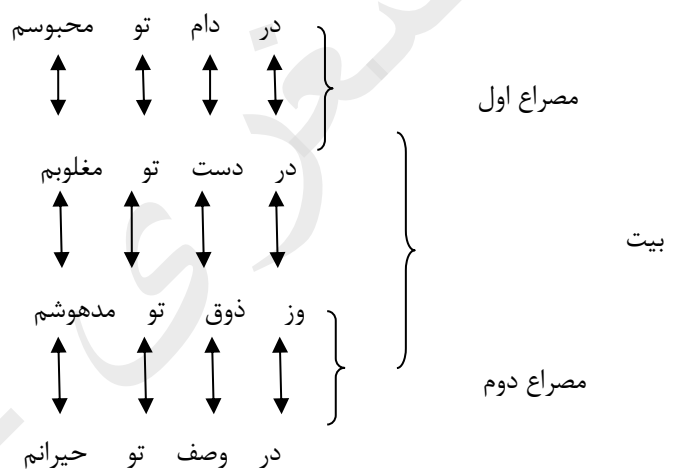 در دام تو محبوسم
مصراع اول
در دست تو مغلوبم
بیت
وز ذوق تو مدهوشم
مصراع دوم
در وصف تو حیرانم